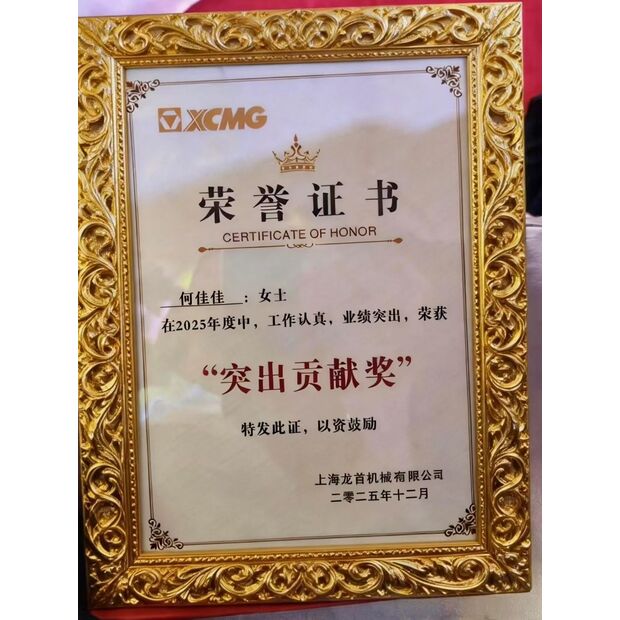 XCMG
荣誉证书
CERTIFICATE OF HONOR
何佳佳 ：女士
在2025年度中，工作认真，业绩突出，荣获
“突出贡献奖”
特发此证，以资鼓励
上海龙首机械有限公司
二零二五年十二月